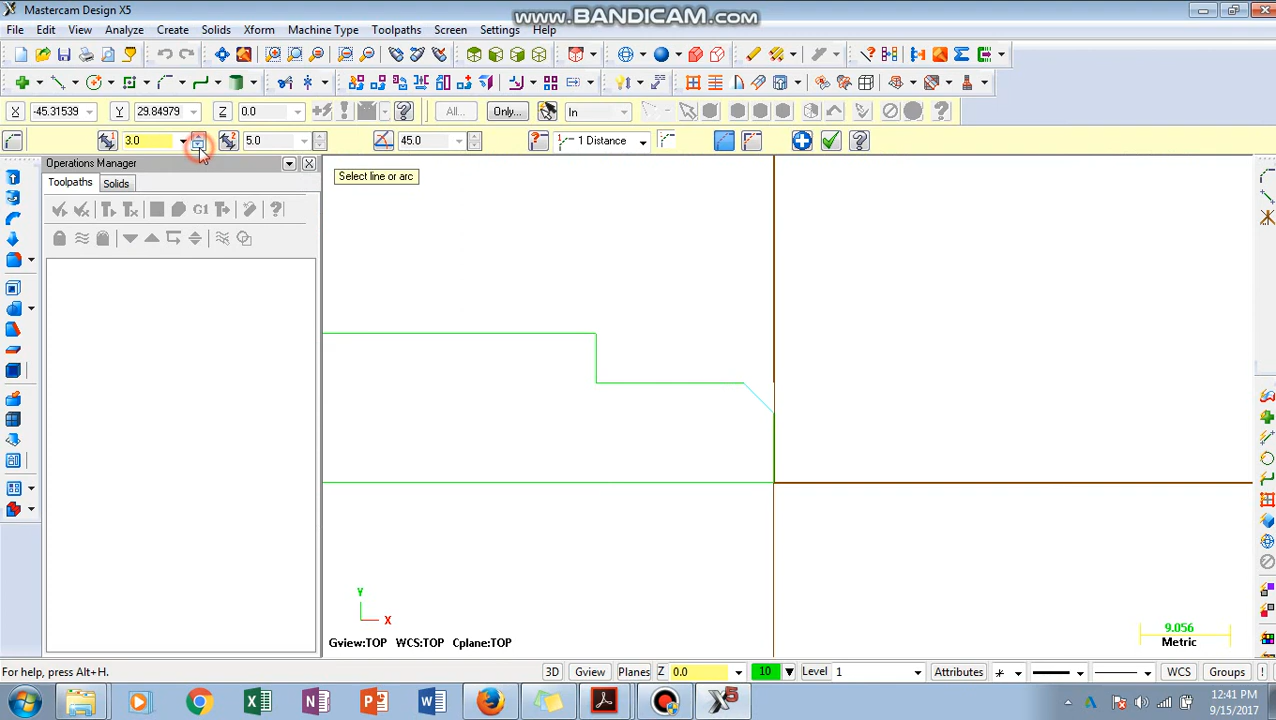 Mastercam Design X5
www.BANDICAM.com
File Edit View Analyze Create Solids Xform Machine Type Toolpaths Screen Settings Help
X -45.31539 Y 29.84979 Z 0.0 All... Only... In
1 3.0 2 5.0 45.0 1 Distance
Operations Manager
Toolpaths Solids
Select line or arc
G1
Y
X
Gview:TOP WCS:TOP Cplane:TOP
9.056
Metric
For help, press Alt+H.
3D Gview Planes Z 0.0 10 Level 1 Attributes WCS Groups
12:41 PM
9/15/2017